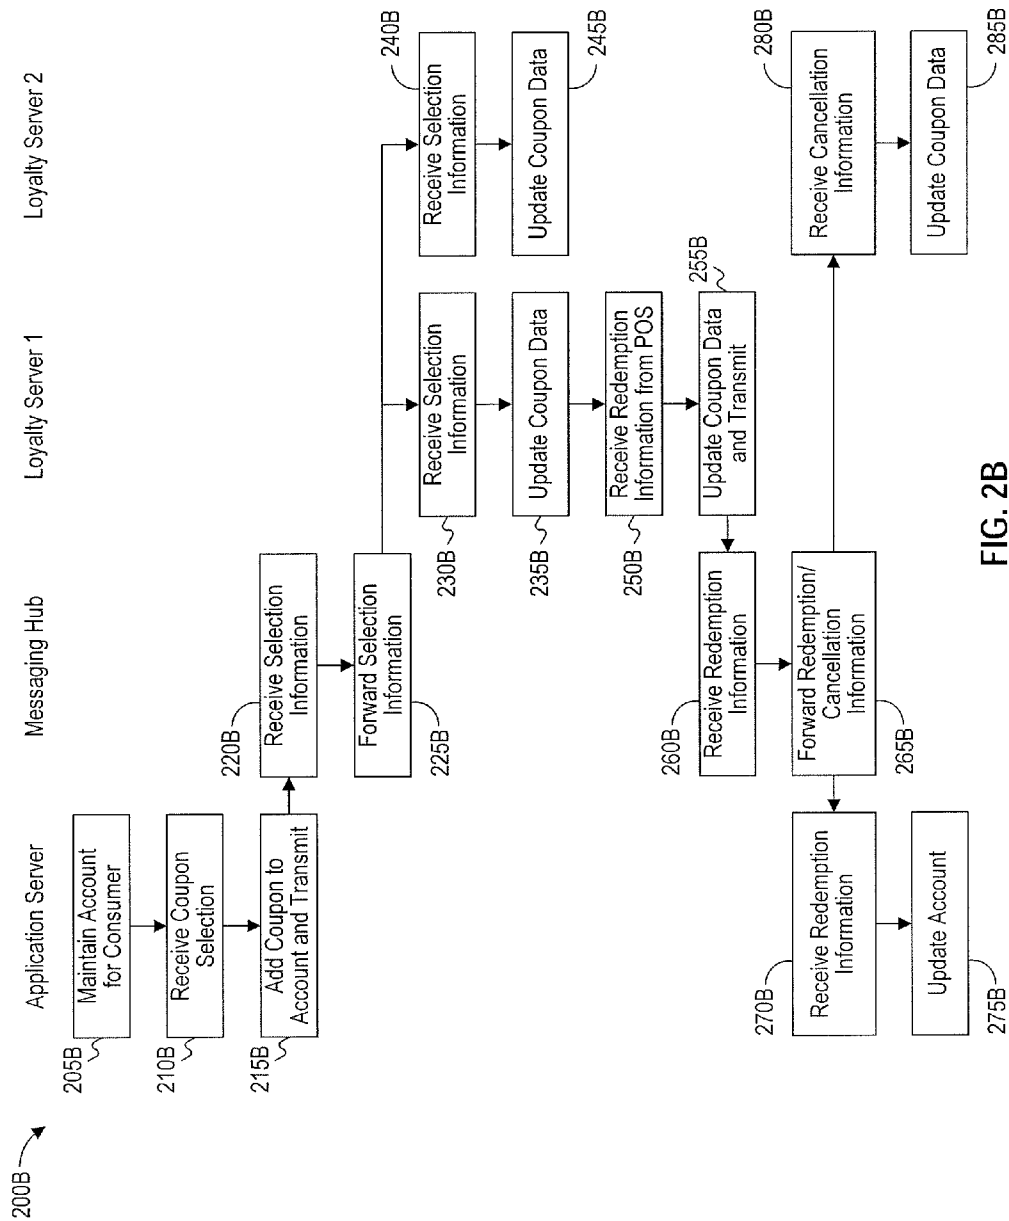 200B
Application Server
Messaging Hub
Loyalty Server 1
Loyalty Server 2
205B
Maintain Account
for Consumer
210B
Receive Coupon
Selection
215B
Add Coupon to
Account and Transmit
220B
Receive Selection
Information
Forward Selection
Information
225B
Receive Selection
Information
230B
Update Coupon Data
235B
240B
Receive Selection
Information
Update Coupon Data
245B
Receive Redemption
Information from POS
250B
Update Coupon Data
and Transmit
255B
260B
Receive Redemption
Information
Forward Redemption/
Cancellation
Information
265B
270B
Receive Redemption
Information
Update Account
275B
280B
Receive Cancellation
Information
Update Coupon Data
285B
FIG. 2B